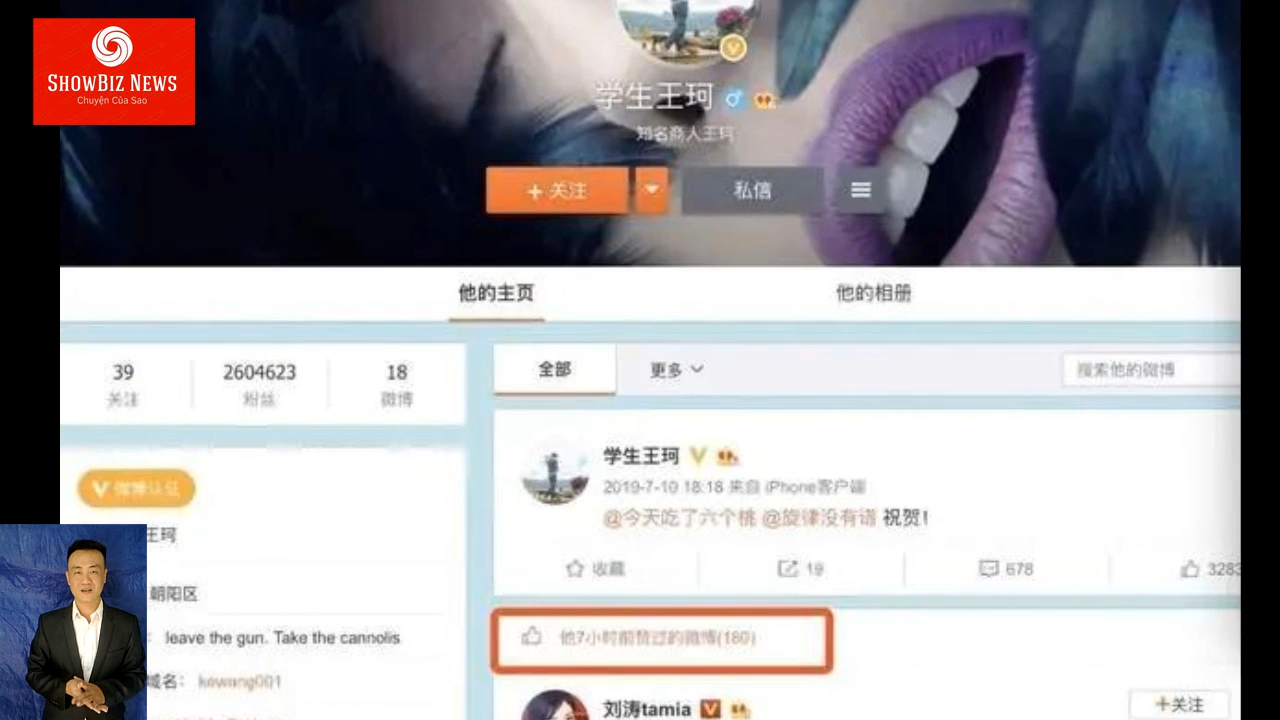 SHOWBIZ NEWS
Chuyện Của Sao
学生王珂
知名商人王珂
+ 关注
私信
他的主页
他的相册
39
关注
2604623
粉丝
18
微博
全部
更多
搜索他的微博
学生王珂
2019-7-10 18:18 来自 iPhone客户端
@今天吃了六个桃 @旋律没有谱 祝贺!
收藏
19
678
3283
V 微博认证
王珂
朝阳区
: leave the gun. Take the cannolis
域名: kewang001
他7小时前赞过的微博(180)
刘涛tamia
+关注